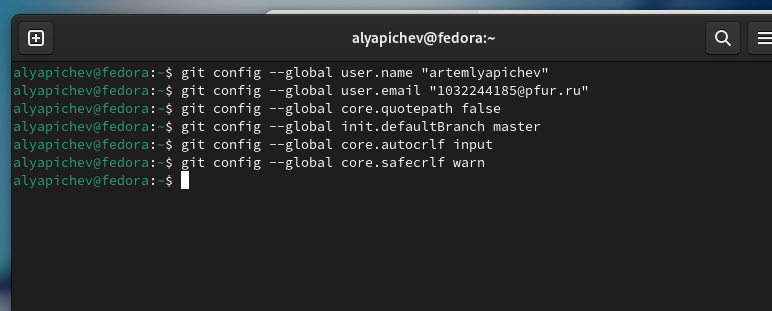 alyapichev@fedora:~
alyapichev@fedora:~$ git config --global user.name "artemlyapichev"
alyapichev@fedora:~$ git config --global user.email "1032244185@pfur.ru"
alyapichev@fedora:~$ git config --global core.quotepath false
alyapichev@fedora:~$ git config --global init.defaultBranch master
alyapichev@fedora:~$ git config --global core.autocrlf input
alyapichev@fedora:~$ git config --global core.safecrlf warn
alyapichev@fedora:~$